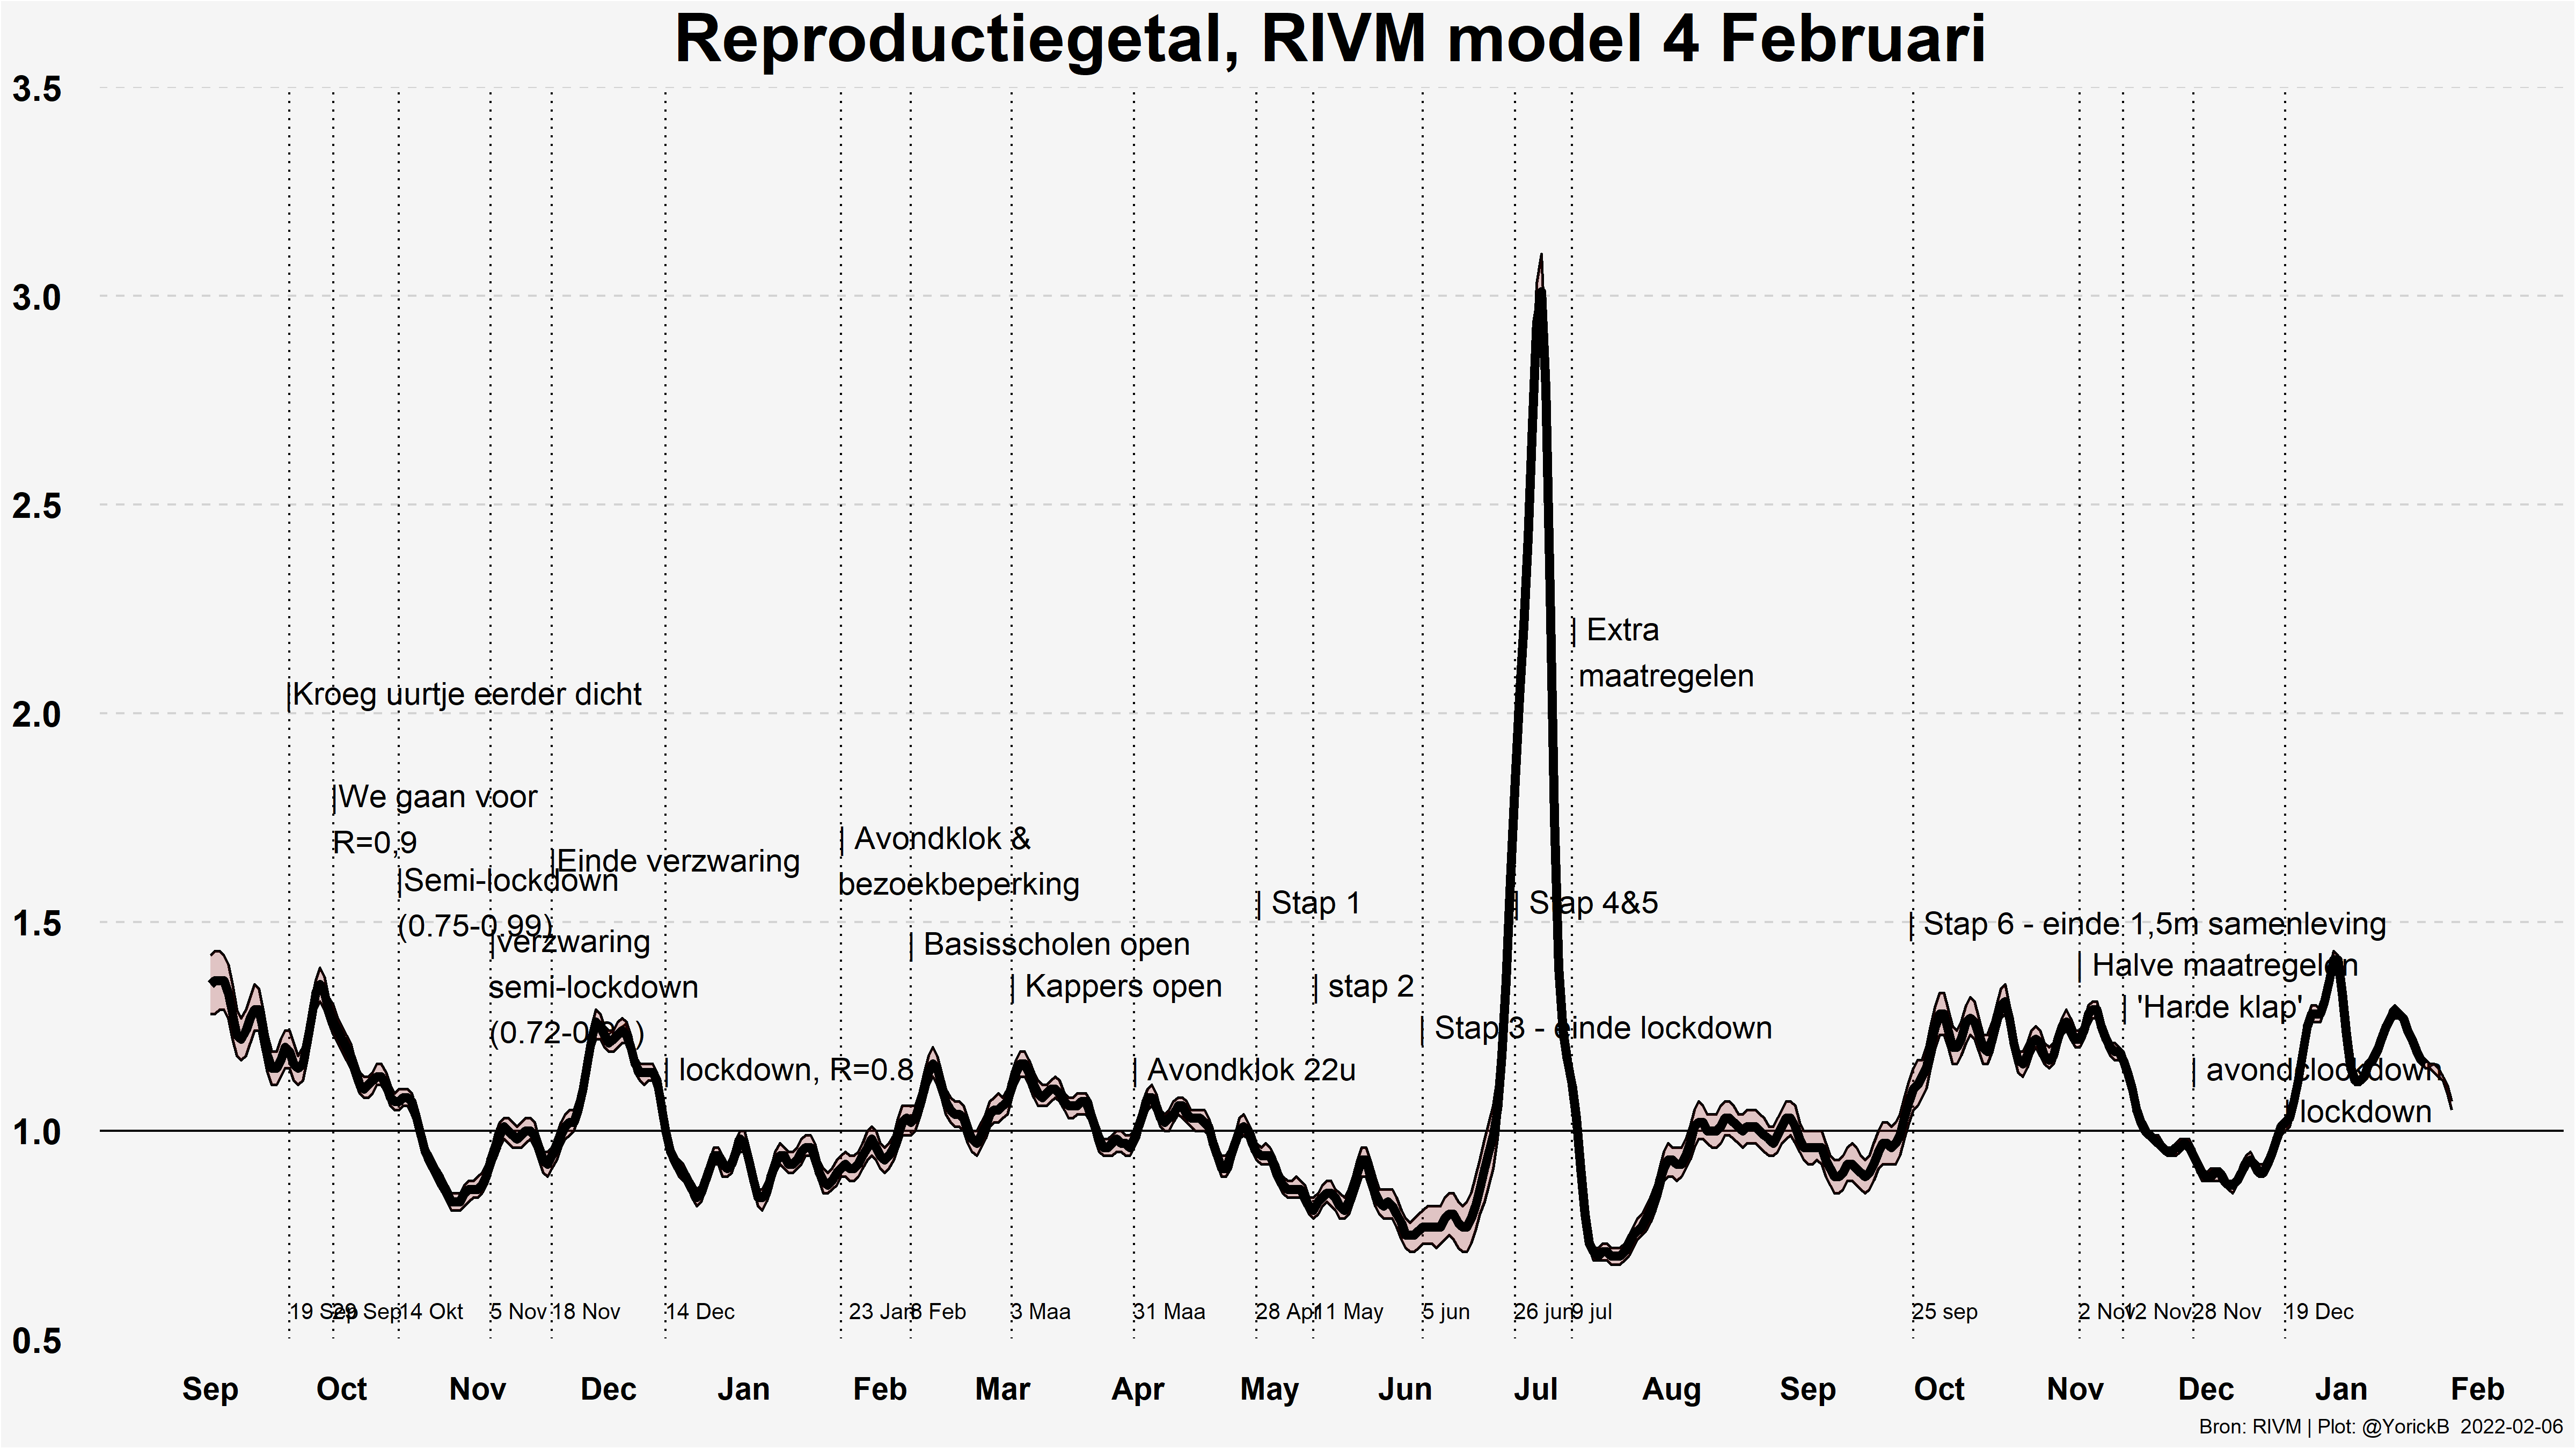 Reproductiegetal, RIVM model 4 Februari
3.5
3.0
2.5
2.0
1.5
1.0
0.5
|Kroeg uurtje eerder dicht
|We gaan voor
R=0,9
|Semi-lockdown
(0.75-0.99)
|verzwaring
semi-lockdown
(0.72-0. )
|Einde verzwaring
| lockdown, R=0.8
| Avondklok &
bezoekbeperking
| Basisscholen open
| Kappers open
| Avondklok 22u
| Stap 1
| stap 2
| Stap 3 - einde lockdown
| Stap 4&5
| Extra
maatregelen
| Stap 6 - einde 1,5m samenleving
| Halve maatregelen
| 'Harde klap'
| avondclockdown
| lockdown
19 Sep
29 Sep
14 Okt
5 Nov
18 Nov
14 Dec
23 Jan
8 Feb
3 Maa
31 Maa
28 Apr
11 May
5 jun
26 jun
9 jul
25 sep
2 Nov
12 Nov
28 Nov
19 Dec
Sep Oct Nov Dec Jan Feb Mar Apr May Jun Jul Aug Sep Oct Nov Dec Jan Feb
Bron: RIVM | Plot: @YorickB 2022-02-06